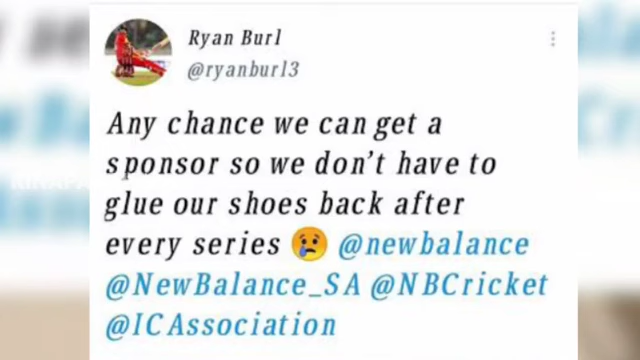 Ryan Burl
@ryanburl3
Any chance we can get a
sponsor so we don't have to
glue our shoes back after
every series 😢 @newbalance
@NewBalance_SA @NBCricket
@ICAssociation